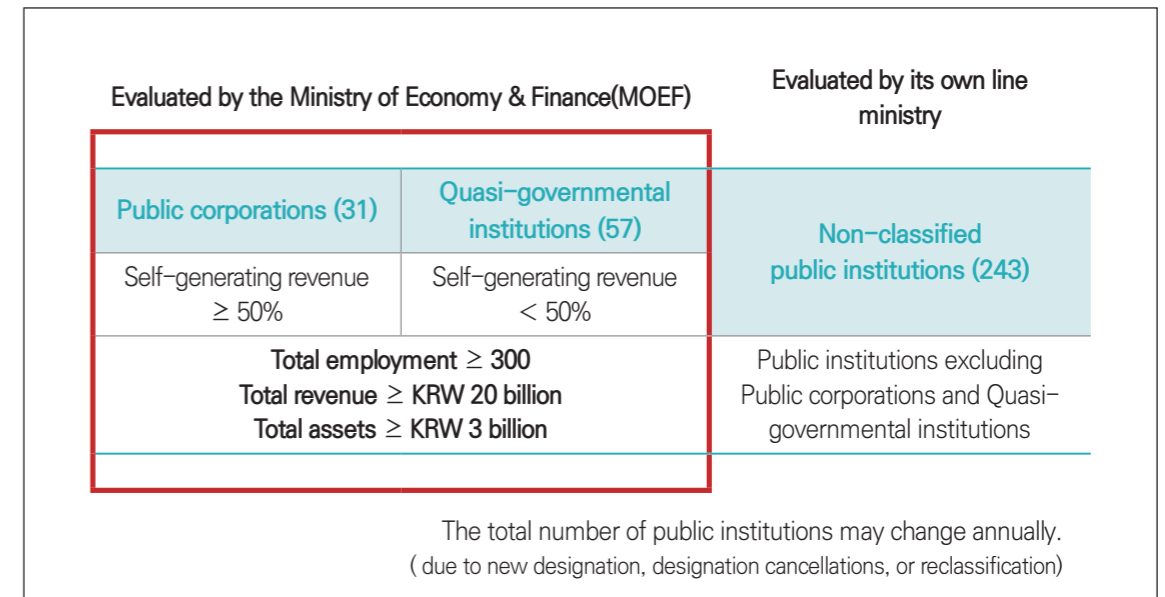 Evaluated by the Ministry of Economy & Finance(MOEF)
Evaluated by its own line
ministry
Public corporations (31)
Quasi-governmental
institutions (57)
Non-classified
public institutions (243)
Self-generating revenue
≥ 50%
Self-generating revenue
< 50%
Total employment ≥ 300
Total revenue ≥ KRW 20 billion
Total assets ≥ KRW 3 billion
Public institutions excluding
Public corporations and Quasi-
governmental institutions
The total number of public institutions may change annually.
( due to new designation, designation cancellations, or reclassification)